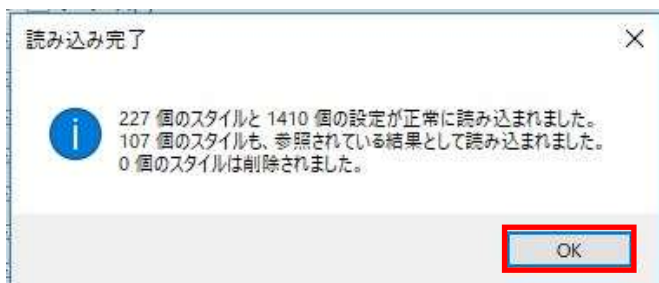 読み込み完了
227 個のスタイルと 1410 個の設定が正常に読み込まれました。
107 個のスタイルも、参照されている結果として読み込まれました。
0 個のスタイルは削除されました。
OK